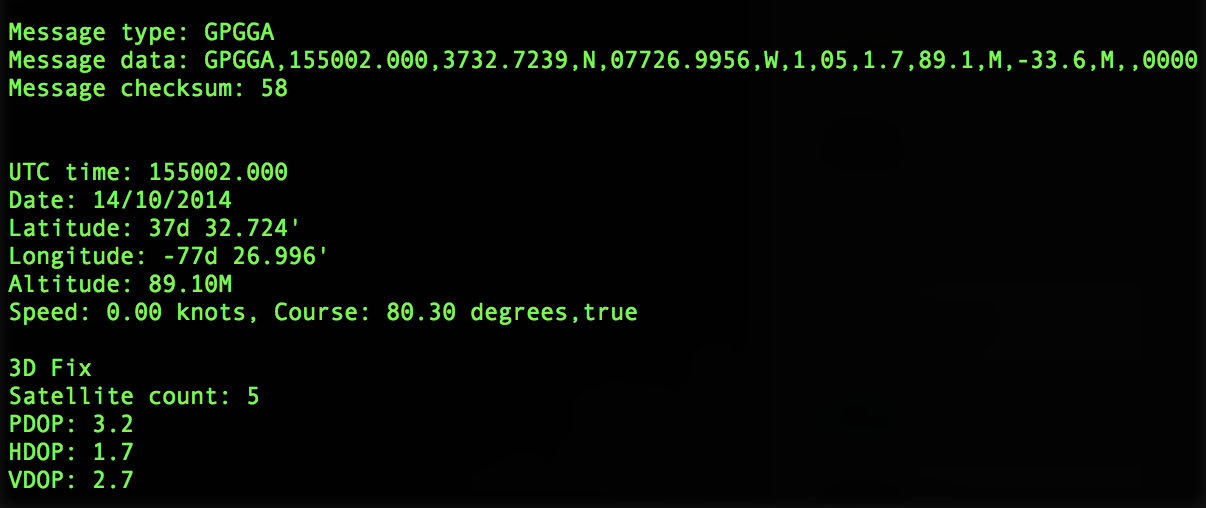 Message type: GPGGA
Message data: GPGGA,155002.000,3732.7239,N,07726.9956,W,1,05,1.7,89.1,M,-33.6,M,,0000
Message checksum: 58
UTC time: 155002.000
Date: 14/10/2014
Latitude: 37d 32.724'
Longitude: -77d 26.996'
Altitude: 89.10M
Speed: 0.00 knots, Course: 80.30 degrees,true
3D Fix
Satellite count: 5
PDOP: 3.2
HDOP: 1.7
VDOP: 2.7